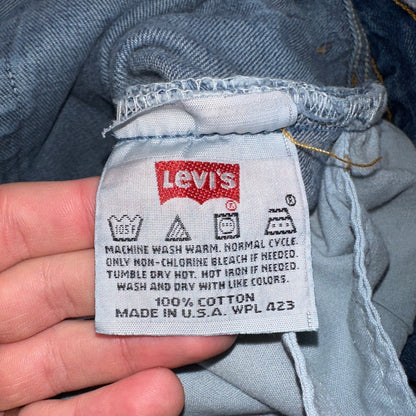 Levi's
®
105F
MACHINE WASH WARM. NORMAL CYCLE.
ONLY NON-CHLORINE BLEACH IF NEEDED.
TUMBLE DRY HOT. HOT IRON IF NEEDED.
WASH AND DRY WITH LIKE COLORS.
100% COTTON
MADE IN U.S.A. WPL 423